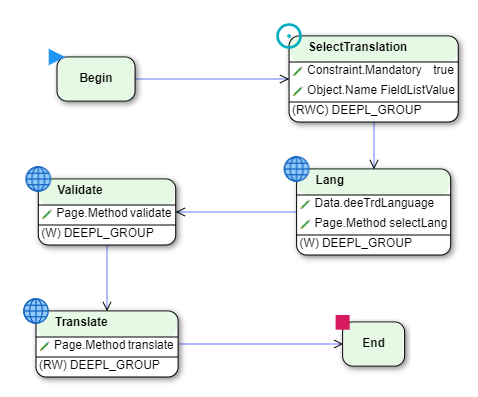 Begin
SelectTranslation
Constraint.Mandatory true
Object.Name FieldListValue
(RWC) DEEPL_GROUP
Lang
Data.deeTrdLanguage
Page.Method selectLang
(W) DEEPL_GROUP
Validate
Page.Method validate
(W) DEEPL_GROUP
Translate
Page.Method translate
(RW) DEEPL_GROUP
End